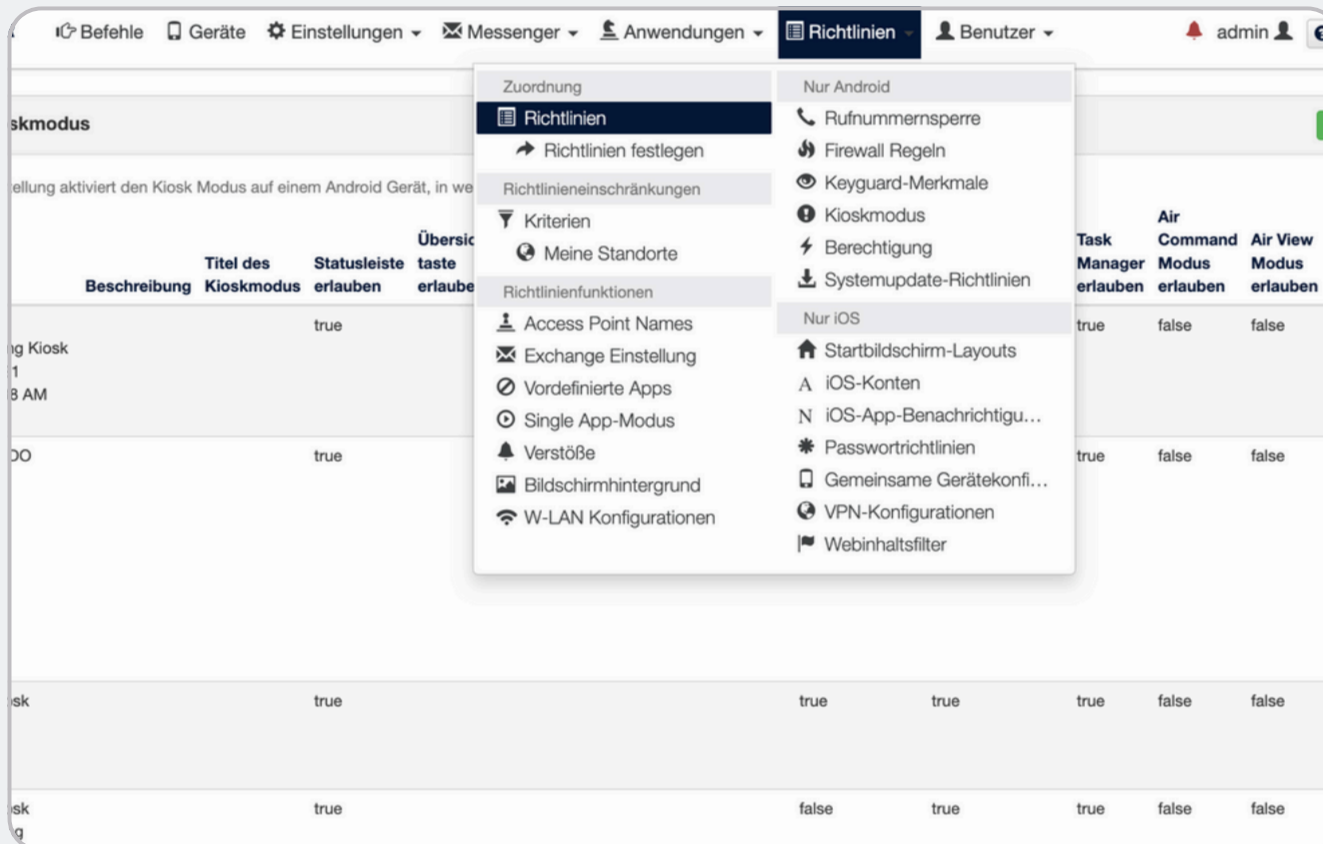 Befehle Geräte Einstellungen Messenger Anwendungen Richtlinien Benutzer admin
skmodus
ellung aktiviert den Kiosk Modus auf einem Android Gerät, in we
Beschreibung
Titel des
Kioskmodus
Statusleiste
erlauben
Übersic
taste
erlaube
Task
Manager
erlauben
Air
Command
Modus
erlauben
Air View
Modus
erlauben
Zuordnung
Richtlinien
Richtlinien festlegen
Richtlinieneinschränkungen
Kriterien
Meine Standorte
Richtlinienfunktionen
Access Point Names
Exchange Einstellung
Vordefinierte Apps
Single App-Modus
Verstöße
Bildschirmhintergrund
W-LAN Konfigurationen
Nur Android
Rufnummernsperre
Firewall Regeln
Keyguard-Merkmale
Kioskmodus
Berechtigung
Systemupdate-Richtlinien
Nur iOS
Startbildschirm-Layouts
iOS-Konten
iOS-App-Benachrichtigu...
Passwortrichtlinien
Gemeinsame Gerätekonfi...
VPN-Konfigurationen
Webinhaltsfilter
true true false false
ng Kiosk
1
8 AM
true true false false
sk true true true true false false
sk true false true true false false
g